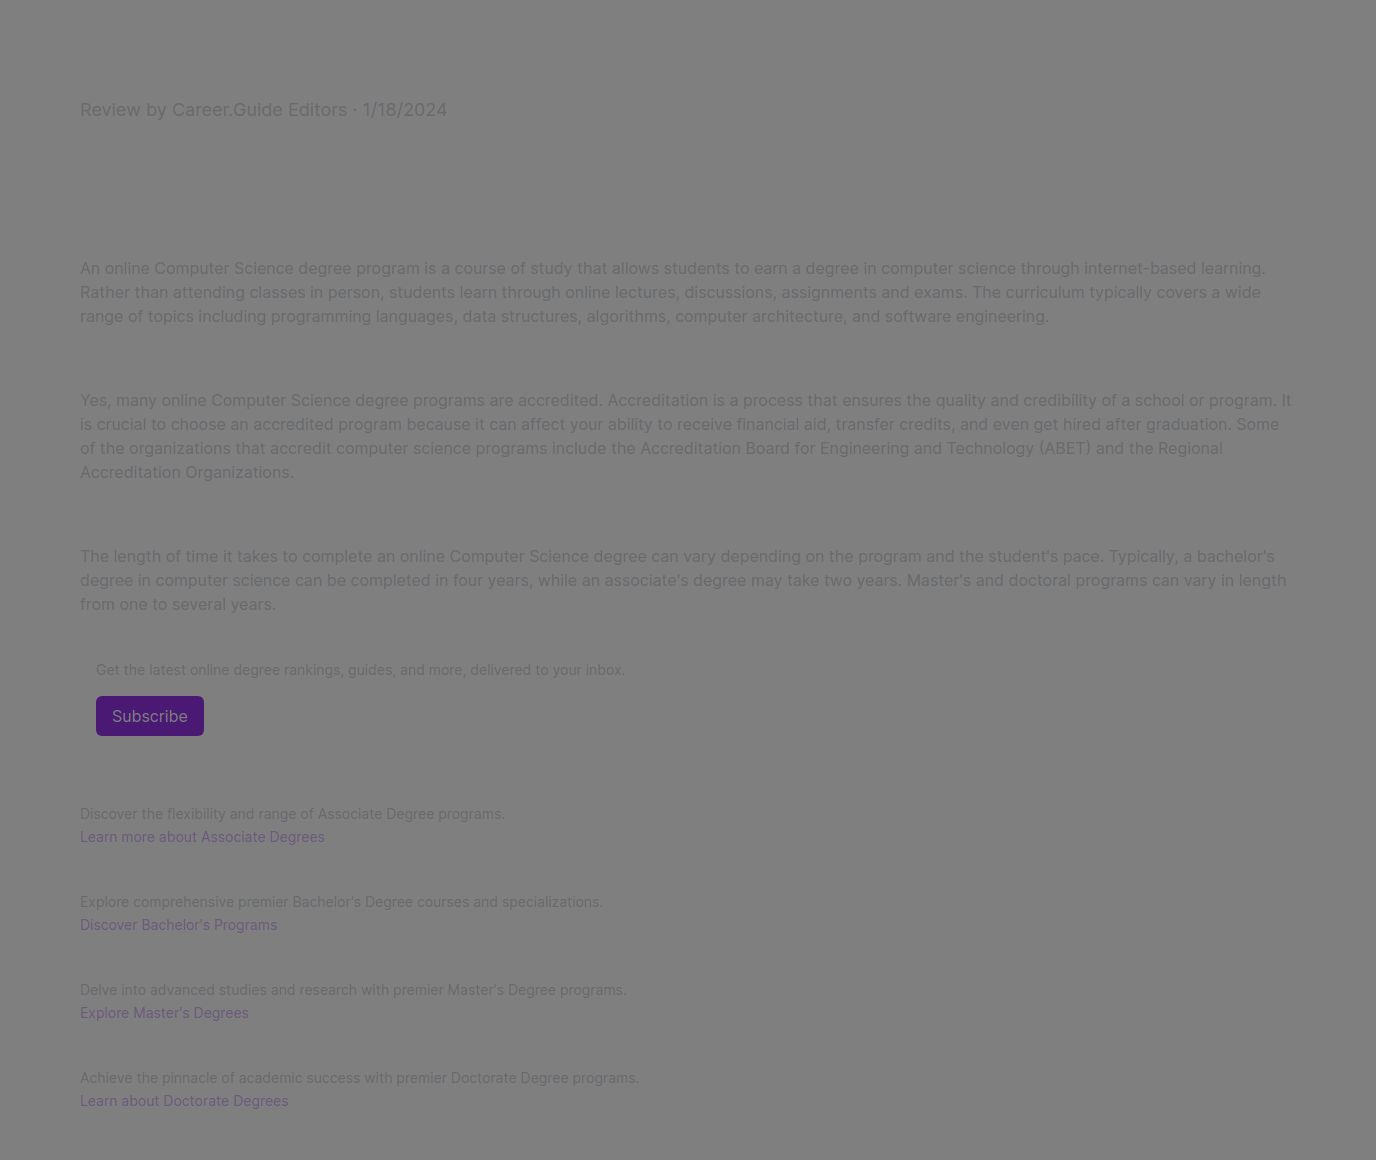 Review by Career.Guide Editors · 1/18/2024
An online Computer Science degree program is a course of study that allows students to earn a degree in computer science through internet-based learning.
Rather than attending classes in person, students learn through online lectures, discussions, assignments and exams. The curriculum typically covers a wide
range of topics including programming languages, data structures, algorithms, computer architecture, and software engineering.
Yes, many online Computer Science degree programs are accredited. Accreditation is a process that ensures the quality and credibility of a school or program. It
is crucial to choose an accredited program because it can affect your ability to receive financial aid, transfer credits, and even get hired after graduation. Some
of the organizations that accredit computer science programs include the Accreditation Board for Engineering and Technology (ABET) and the Regional
Accreditation Organizations.
The length of time it takes to complete an online Computer Science degree can vary depending on the program and the student's pace. Typically, a bachelor's
degree in computer science can be completed in four years, while an associate's degree may take two years. Master's and doctoral programs can vary in length
from one to several years.
Get the latest online degree rankings, guides, and more, delivered to your inbox.
Subscribe
Discover the flexibility and range of Associate Degree programs.
Learn more about Associate Degrees
Explore comprehensive premier Bachelor's Degree courses and specializations.
Discover Bachelor's Programs
Delve into advanced studies and research with premier Master's Degree programs.
Explore Master's Degrees
Achieve the pinnacle of academic success with premier Doctorate Degree programs.
Learn about Doctorate Degrees